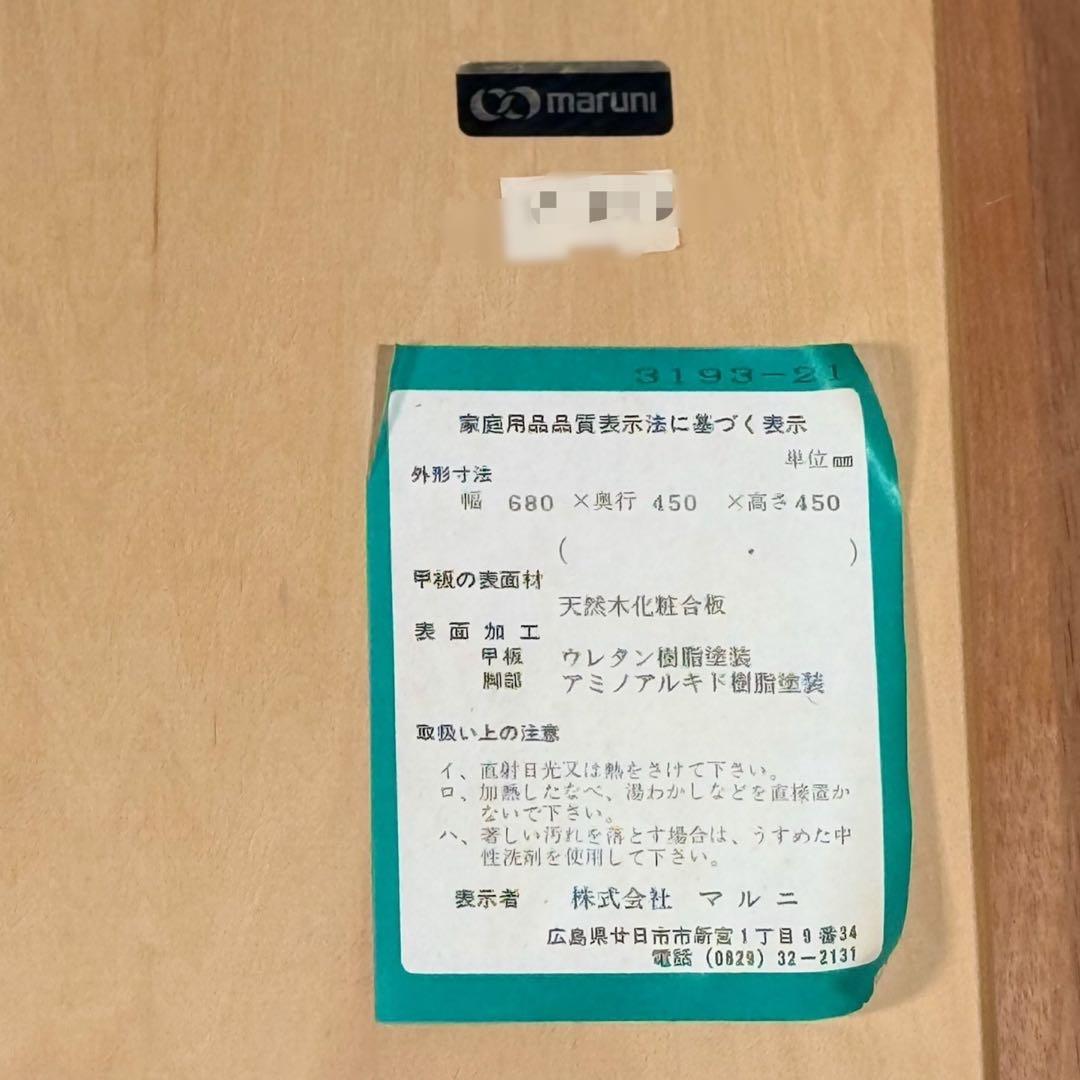 maruni
3193-21
家庭用品品質表示法に基づく表示
単位㎜
外形寸法
幅 680 ×奥行 450 ×高さ450
( ・ )
甲板の表面材
天然木化粧合板
表面加工
甲板 ウレタン樹脂塗装
脚部 アミノアルキド樹脂塗装
取扱い上の注意
イ、直射日光又は熱をさけて下さい。
ロ、加熱したなべ、湯わかしなどを直接置か
ないで下さい。
ハ、著しい汚れを落とす場合は、うすめた中
性洗剤を使用して下さい。
表示者 株式会社 マルニ
広島県廿日市市新宮1丁目9番34
電話 (0829) 32-2131